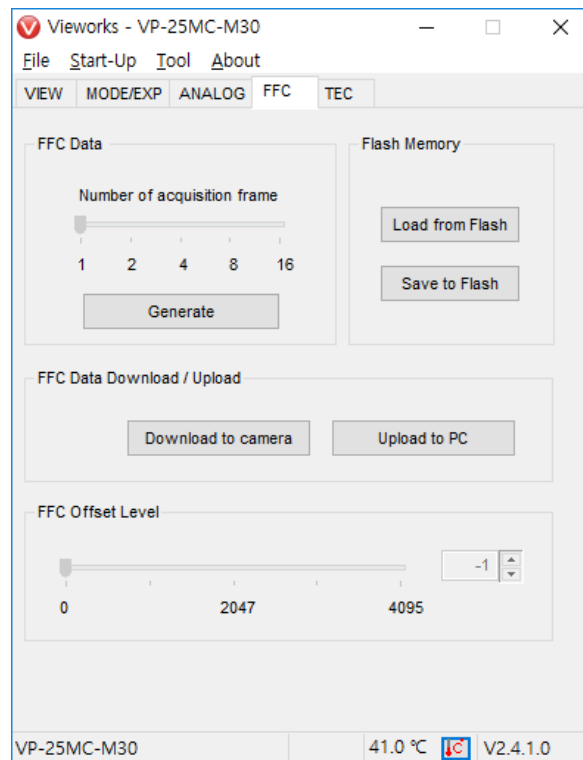 Vieworks - VP-25MC-M30
File Start-Up Tool About
VIEW MODE/EXP ANALOG FFC TEC
FFC Data
Number of acquisition frame
1 2 4 8 16
Generate
Flash Memory
Load from Flash
Save to Flash
FFC Data Download / Upload
Download to camera Upload to PC
FFC Offset Level
-1
0 2047 4095
VP-25MC-M30 41.0 ℃ C V2.4.1.0